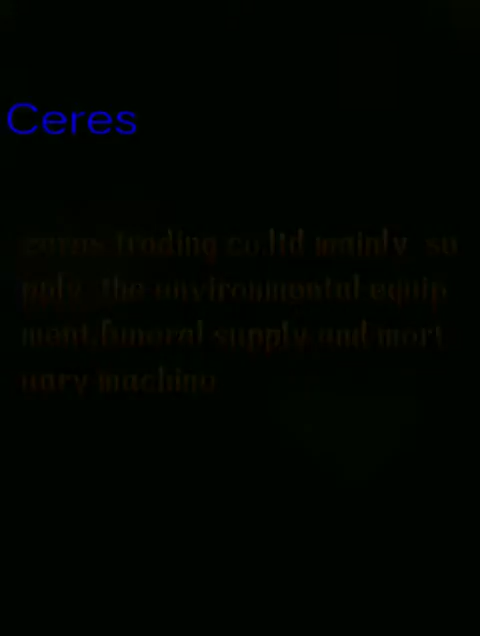 Ceres
ceres trading co.ltd mainly su
pply the environmental equip
ment,funeral supply and mort
uary machine